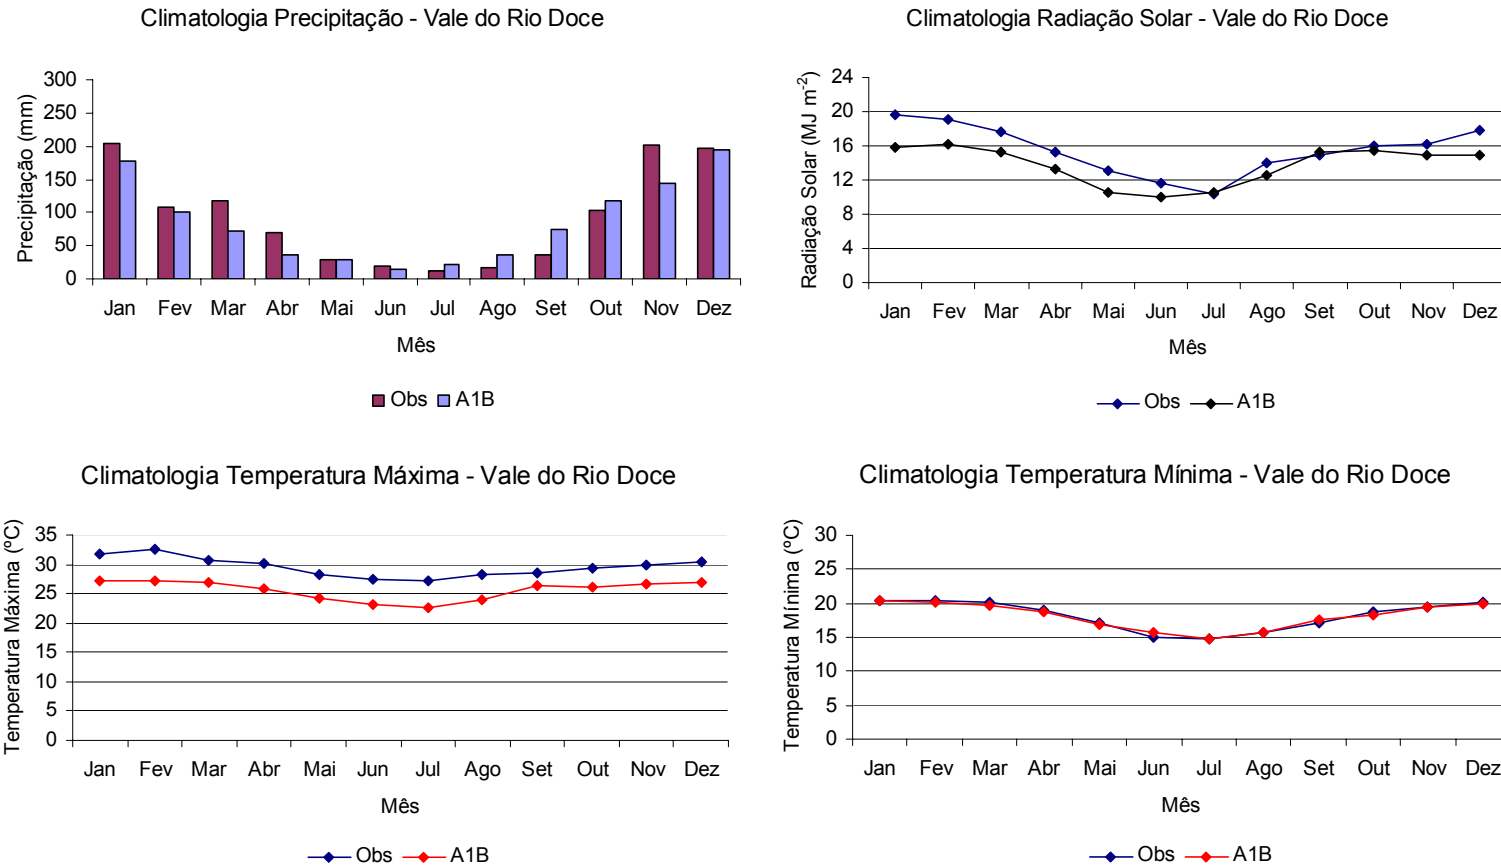 Climatologia Precipitação - Vale do Rio Doce
Precipitação (mm)
300
250
200
150
100
50
0
Jan Fev Mar Abr Mai Jun Jul Ago Set Out Nov Dez
Mês
Obs A1B
Climatologia Radiação Solar - Vale do Rio Doce
Radiação Solar (MJ m-2)
24
20
16
12
8
4
0
Jan Fev Mar Abr Mai Jun Jul Ago Set Out Nov Dez
Mês
Obs A1B
Climatologia Temperatura Máxima - Vale do Rio Doce
Temperatura Máxima (ºC)
35
30
25
20
15
10
5
0
Jan Fev Mar Abr Mai Jun Jul Ago Set Out Nov Dez
Mês
Obs A1B
Climatologia Temperatura Mínima - Vale do Rio Doce
Temperatura Mínima (ºC)
30
25
20
15
10
5
0
Jan Fev Mar Abr Mai Jun Jul Ago Set Out Nov Dez
Mês
Obs A1B